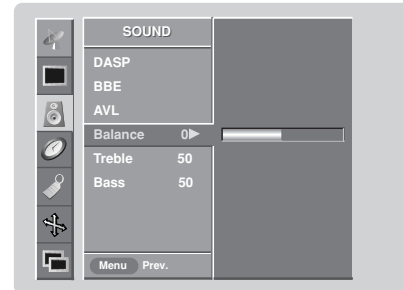 SOUND
DASP
BBE
AVL
Balance 0▶
Treble 50
Bass 50
Menu Prev.